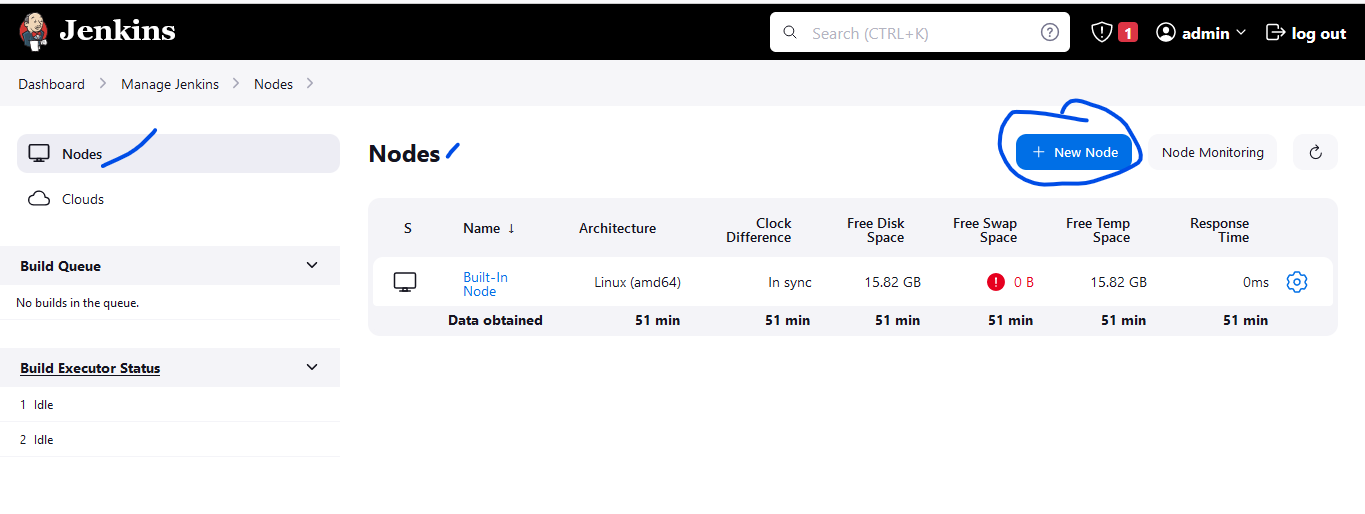 Jenkins
Search (CTRL+K)
1
admin
log out
Dashboard
Manage Jenkins
Nodes
Nodes
Clouds
Build Queue
No builds in the queue.
Build Executor Status
1 Idle
2 Idle
Nodes
+ New Node
Node Monitoring
S
Name ↓
Architecture
Clock
Difference
Free Disk
Space
Free Swap
Space
Free Temp
Space
Response
Time
Built-In
Node
Linux (amd64)
In sync
15.82 GB
0 B
15.82 GB
0ms
Data obtained
51 min
51 min
51 min
51 min
51 min
51 min